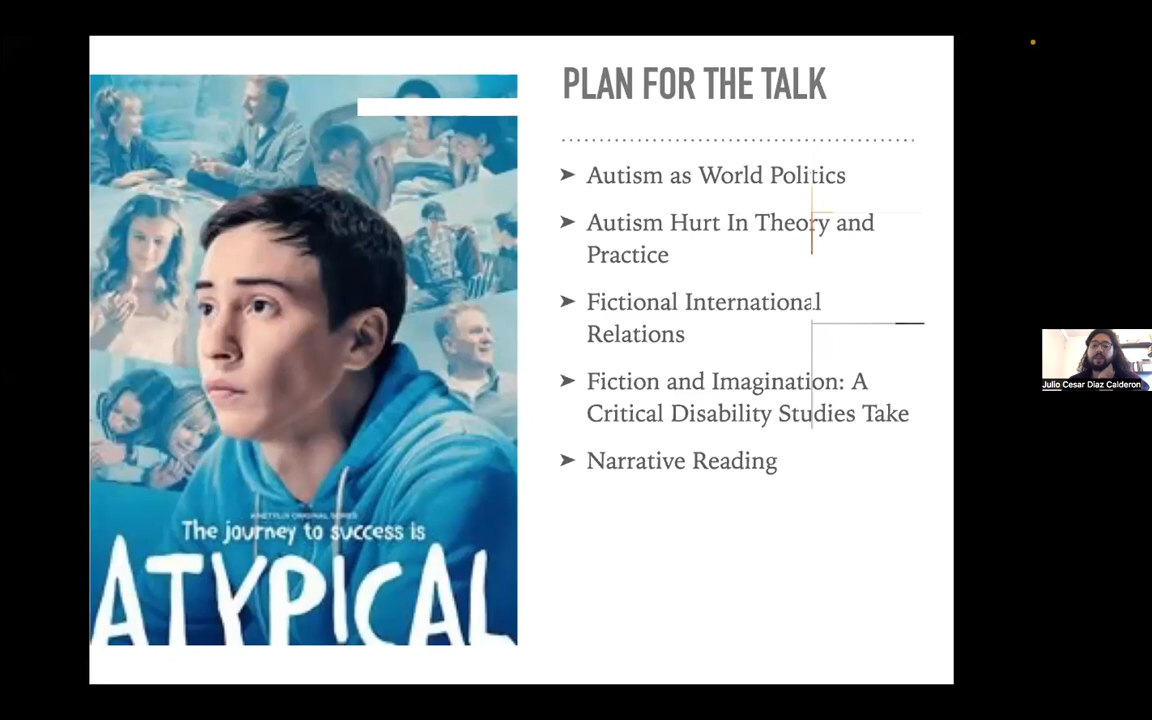 PLAN FOR THE TALK
➤ Autism as World Politics
➤ Autism Hurt In Theory and
Practice
➤ Fictional International
Relations
➤ Fiction and Imagination: A
Critical Disability Studies Take
➤ Narrative Reading
A NETFLIX ORIGINAL SERIES
The journey to success is
ATYPICAL
Julio Cesar Diaz Calderon